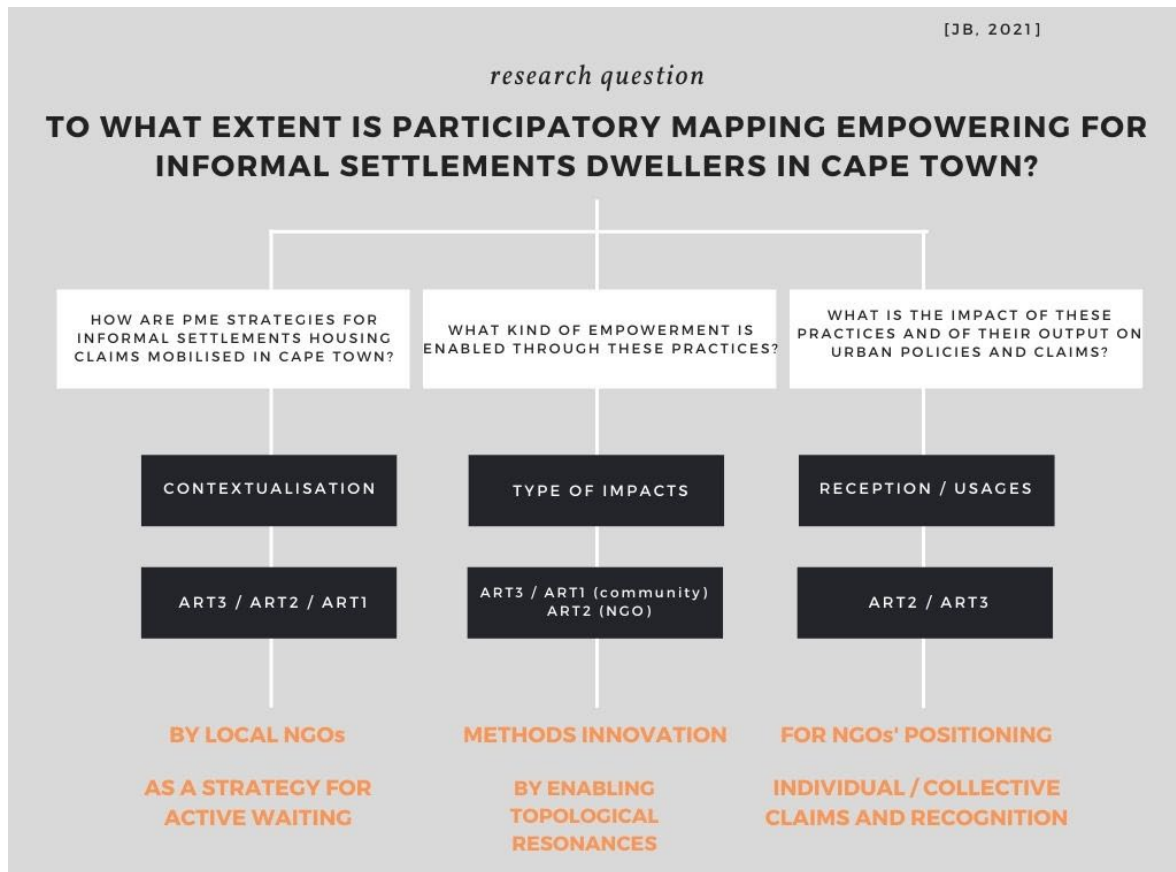 [JB, 2021]
research question
TO WHAT EXTENT IS PARTICIPATORY MAPPING EMPOWERING FOR
INFORMAL SETTLEMENTS DWELLERS IN CAPE TOWN?
HOW ARE PME STRATEGIES FOR
INFORMAL SETTLEMENTS HOUSING
CLAIMS MOBILISED IN CAPE TOWN?
WHAT KIND OF EMPOWERMENT IS
ENABLED THROUGH THESE PRACTICES?
WHAT IS THE IMPACT OF THESE
PRACTICES AND OF THEIR OUTPUT ON
URBAN POLICIES AND CLAIMS?
CONTEXTUALISATION
TYPE OF IMPACTS
RECEPTION / USAGES
ART3 / ART2 / ART1
ART3 / ART1 (community)
ART2 (NGO)
ART2 / ART3
BY LOCAL NGOs
AS A STRATEGY FOR
ACTIVE WAITING
METHODS INNOVATION
BY ENABLING
TOPOLOGICAL
RESONANCES
FOR NGOs' POSITIONING
INDIVIDUAL / COLLECTIVE
CLAIMS AND RECOGNITION